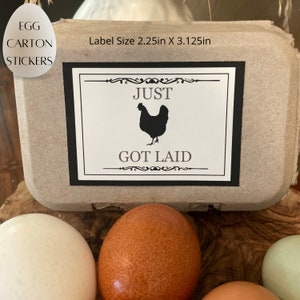 EGG
CARTON
STICKERS
Label Size 2.25in X 3.125in
JUST
GOT LAID